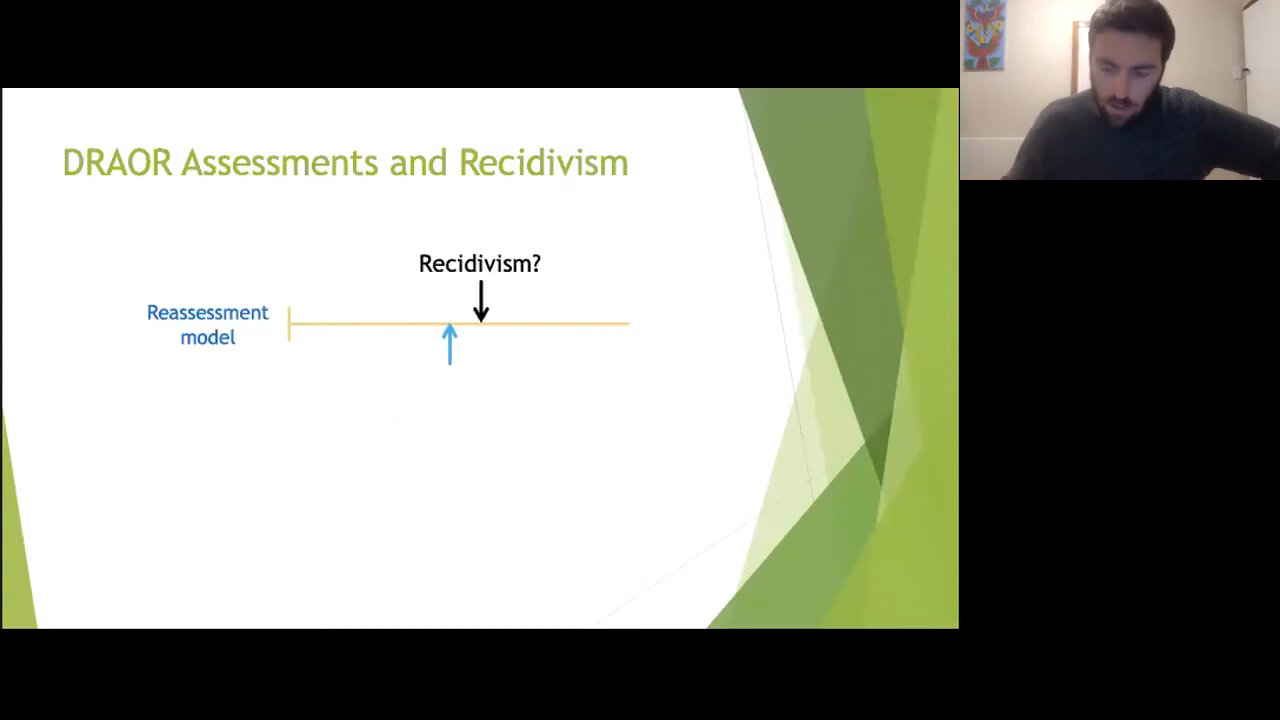 DRAOR Assessments and Recidivism
Recidivism?
Reassessment
model